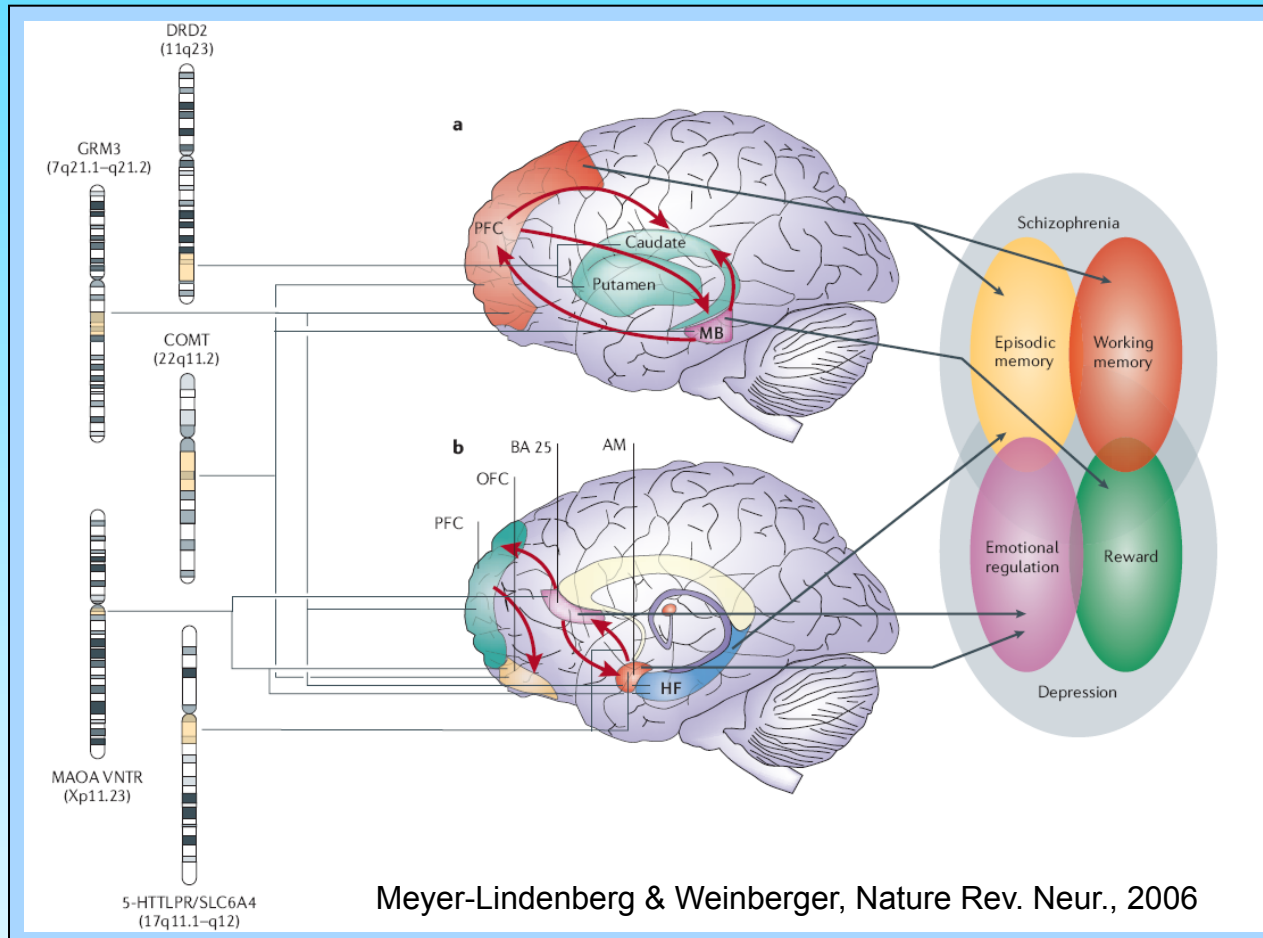 DRD2
(11q23)
GRM3
(7q21.1–q21.2)
COMT
(22q11.2)
MAOA VNTR
(Xp11.23)
5-HTTLPR/SLC6A4
(17q11.1–q12)
a
PFC
Caudate
Putamen
MB
b
BA 25
AM
OFC
PFC
HF
Schizophrenia
Episodic
memory
Working
memory
Emotional
regulation
Reward
Depression
Meyer-Lindenberg & Weinberger, Nature Rev. Neur., 2006